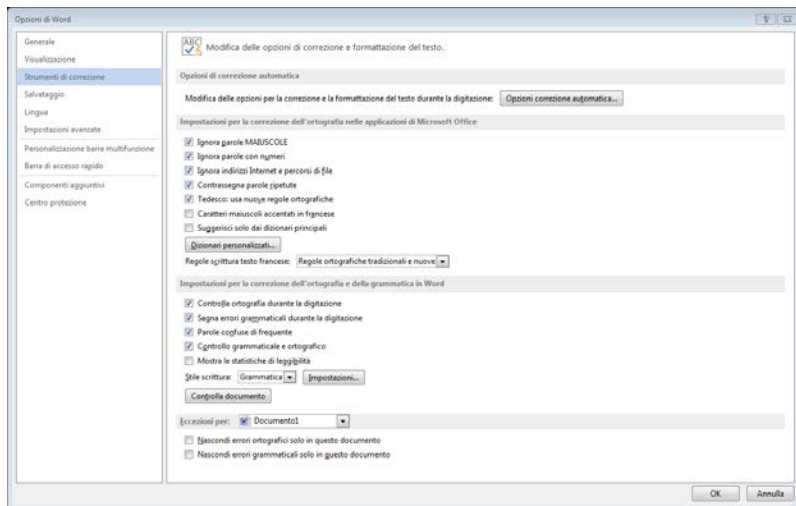 Opzioni di Word
Generale
Visualizzazione
Strumenti di correzione
Salvataggio
Lingua
Impostazioni avanzate
Personalizzazione barra multifunzione
Barra di accesso rapido
Componenti aggiuntivi
Centro protezione
ABC
Modifica delle opzioni di correzione e formattazione del testo.
Opzioni di correzione automatica
Modifica delle opzioni per la correzione e la formattazione del testo durante la digitazione: Opzioni correzione automatica...
Impostazioni per la correzione dell'ortografia nelle applicazioni di Microsoft Office
Ignora parole MAIUSCOLE
Ignora parole con numeri
Ignora indirizzi Internet e percorsi di file
Contrassegna parole ripetute
Tedesco: usa nuove regole ortografiche
Caratteri maiuscoli accentati in francese
Suggerisci solo dai dizionari principali
Dizionari personalizzati...
Regole scrittura testo francese: Regole ortografiche tradizionali e nuove
Impostazioni per la correzione dell'ortografia e della grammatica in Word
Controlla ortografia durante la digitazione
Segna errori grammaticali durante la digitazione
Parole confuse di frequente
Controllo grammaticale e ortografico
Mostra le statistiche di leggibilità
Stile scrittura: Grammatica Impostazioni...
Controlla documento
Eccezioni per: Documento1
Nascondi errori ortografici solo in questo documento
Nascondi errori grammaticali solo in questo documento
OK Annulla